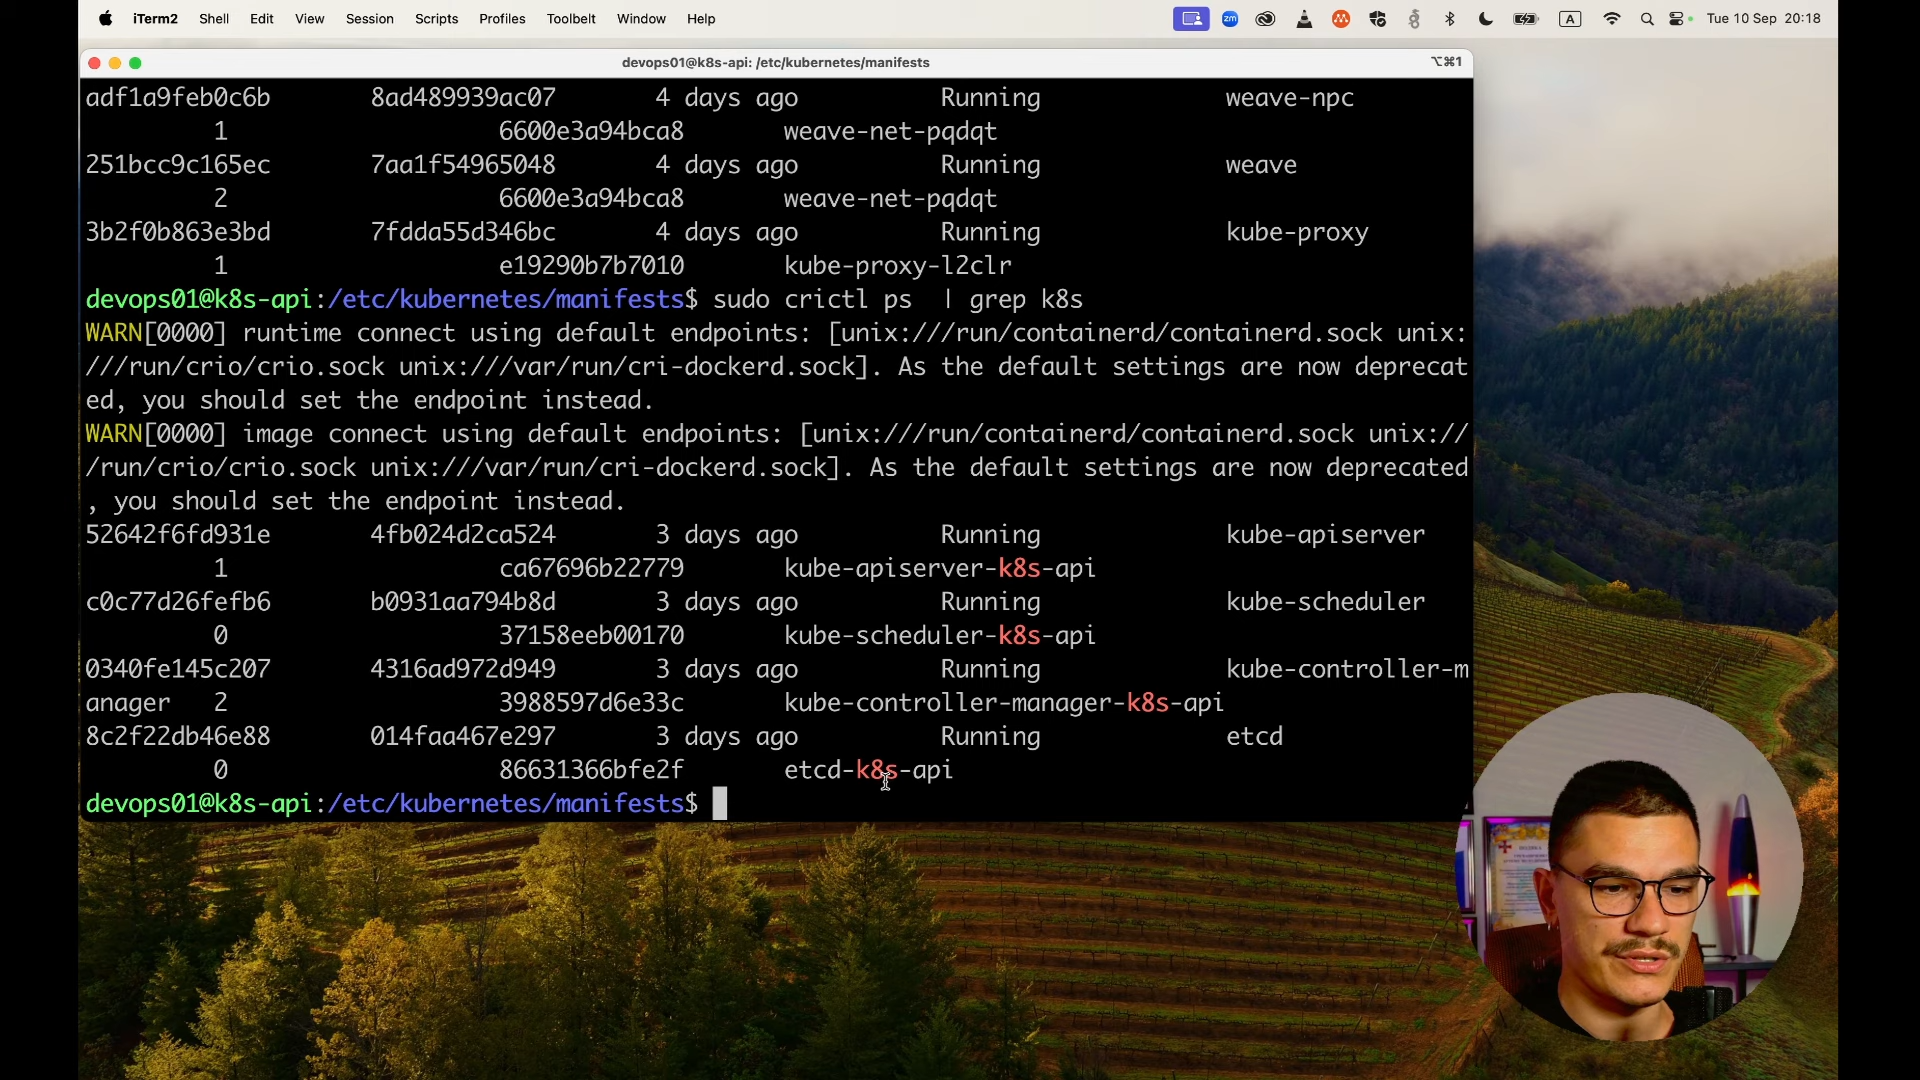 iTerm2 Shell Edit View Session Scripts Profiles Toolbelt Window Help zm A Tue 10 Sep 20:18
devops01@k8s-api: /etc/kubernetes/manifests ⌥⌘1
adf1a9feb0c6b 8ad489939ac07 4 days ago Running weave-npc
1 6600e3a94bca8 weave-net-pqdqt
251bcc9c165ec 7aa1f54965048 4 days ago Running weave
2 6600e3a94bca8 weave-net-pqdqt
3b2f0b863e3bd 7fdda55d346bc 4 days ago Running kube-proxy
1 e19290b7b7010 kube-proxy-l2clr
devops01@k8s-api:/etc/kubernetes/manifests$ sudo crictl ps | grep k8s
WARN[0000] runtime connect using default endpoints: [unix:///run/containerd/containerd.sock unix:
///run/crio/crio.sock unix:///var/run/cri-dockerd.sock]. As the default settings are now deprecat
ed, you should set the endpoint instead.
WARN[0000] image connect using default endpoints: [unix:///run/containerd/containerd.sock unix://
/run/crio/crio.sock unix:///var/run/cri-dockerd.sock]. As the default settings are now deprecated
, you should set the endpoint instead.
52642f6fd931e 4fb024d2ca524 3 days ago Running kube-apiserver
1 ca67696b22779 kube-apiserver-k8s-api
c0c77d26fefb6 b0931aa794b8d 3 days ago Running kube-scheduler
0 37158eeb00170 kube-scheduler-k8s-api
0340fe145c207 4316ad972d949 3 days ago Running kube-controller-m
anager 2 3988597d6e33c kube-controller-manager-k8s-api
8c2f22db46e88 014faa467e297 3 days ago Running etcd
0 86631366bfe2f etcd-k8s-api
devops01@k8s-api:/etc/kubernetes/manifests$